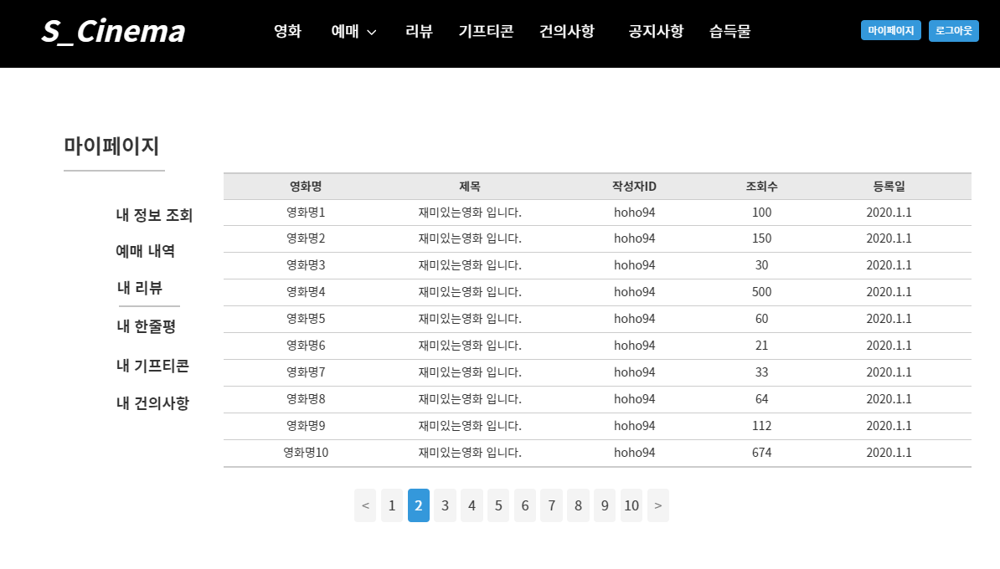 S_Cinema 영화 예매 리뷰 기프티콘 건의사항 공지사항 습득물 마이페이지 로그아웃
마이페이지
내 정보 조회
예매 내역
내 리뷰
내 한줄평
내 기프티콘
내 건의사항
영화명 제목 작성자ID 조회수 등록일
영화명1 재미있는영화 입니다. hoho94 100 2020.1.1
영화명2 재미있는영화 입니다. hoho94 150 2020.1.1
영화명3 재미있는영화 입니다. hoho94 30 2020.1.1
영화명4 재미있는영화 입니다. hoho94 500 2020.1.1
영화명5 재미있는영화 입니다. hoho94 60 2020.1.1
영화명6 재미있는영화 입니다. hoho94 21 2020.1.1
영화명7 재미있는영화 입니다. hoho94 33 2020.1.1
영화명8 재미있는영화 입니다. hoho94 64 2020.1.1
영화명9 재미있는영화 입니다. hoho94 112 2020.1.1
영화명10 재미있는영화 입니다. hoho94 674 2020.1.1
< 1 2 3 4 5 6 7 8 9 10 >